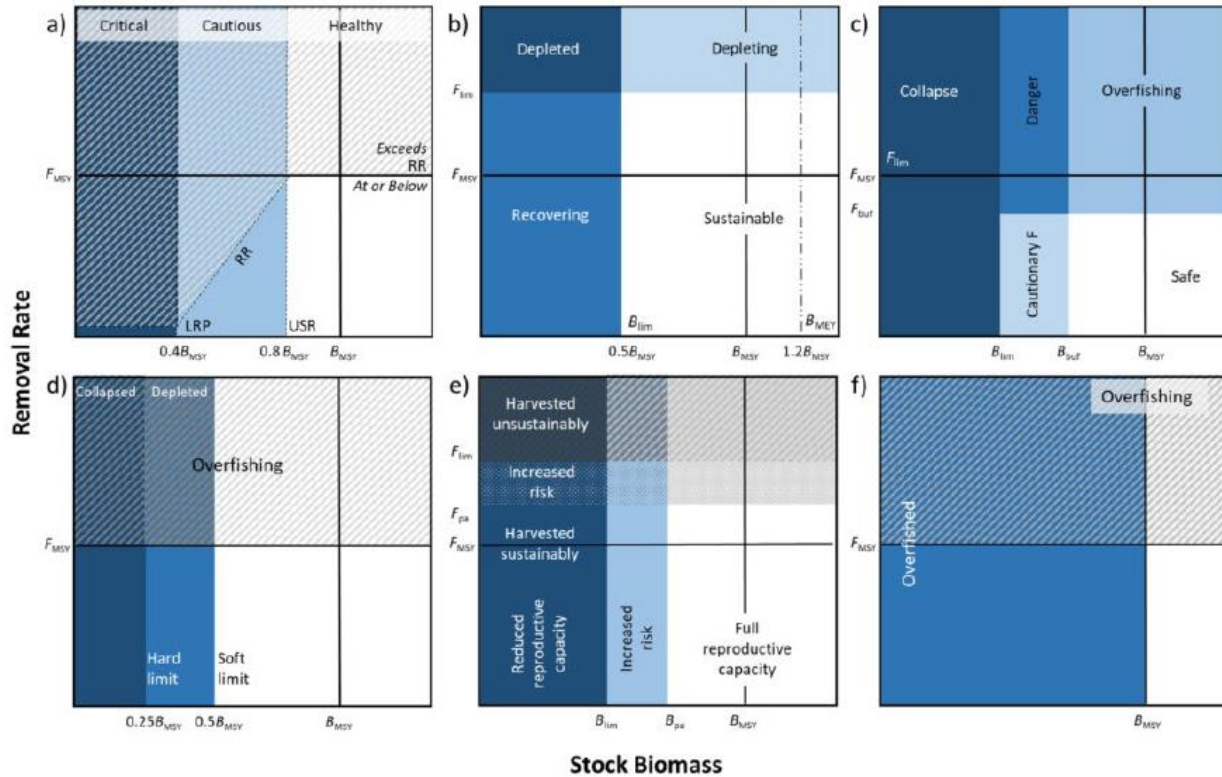 Removal Rate
a)
Critical
Cautious
Healthy
Exceeds
RR
F_MSY
At or Below
RR
LRP
USR
0.4B_MSY
0.8B_MSY
B_MSY
b)
Depleted
Depleting
F_lim
F_MSY
Recovering
Sustainable
B_lim
B_MEY
0.5B_MSY
B_MSY
1.2B_MSY
c)
Collapse
Danger
Overfishing
F_lim
F_MSY
F_buf
Cautionary F
Safe
B_lim
B_buf
B_MSY
d)
Collapsed
Depleted
Overfishing
F_MSY
Hard
limit
Soft
limit
0.25B_MSY
0.5B_MSY
B_MSY
e)
Harvested
unsustainably
F_lim
Increased
risk
F_pa
Harvested
sustainably
F_MSY
Reduced
reproductive
capacity
Increased
risk
Full
reproductive
capacity
B_lim
B_pa
B_MSY
f)
Overfishing
F_MSY
Overfished
B_MSY
Stock Biomass